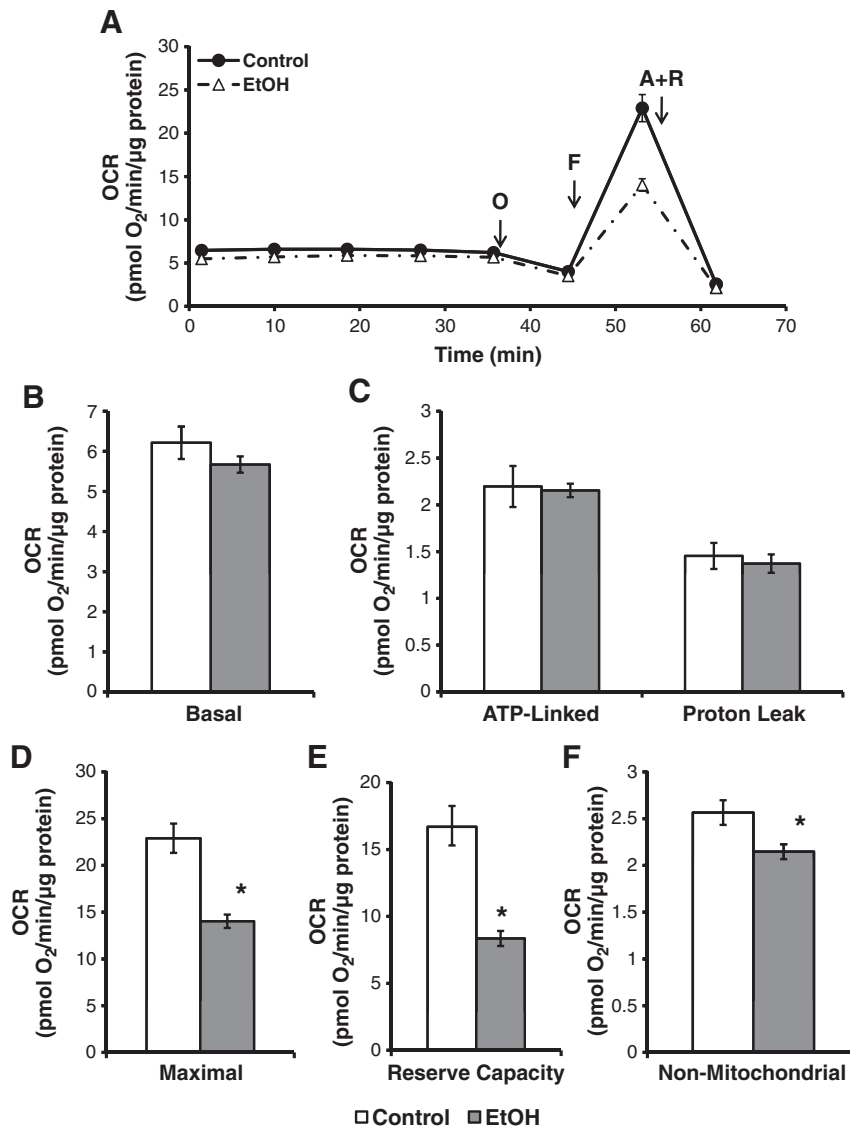 A
30
25
20
15
10
5
0
OCR
(pmol O₂/min/µg protein)
Control
EtOH
O
F
A+R
0 10 20 30 40 50 60 70
Time (min)
B
7
6
5
4
3
2
1
0
OCR
(pmol O₂/min/µg protein)
Basal
C
3
2.5
2
1.5
1
0.5
0
OCR
(pmol O₂/min/µg protein)
ATP-Linked Proton Leak
D
30
25
20
15
10
5
0
OCR
(pmol O₂/min/µg protein)
*
Maximal
E
20
15
10
5
0
OCR
(pmol O₂/min/µg protein)
*
Reserve Capacity
F
3
2.5
2
1.5
1
0.5
0
OCR
(pmol O₂/min/µg protein)
*
Non-Mitochondrial
Control EtOH